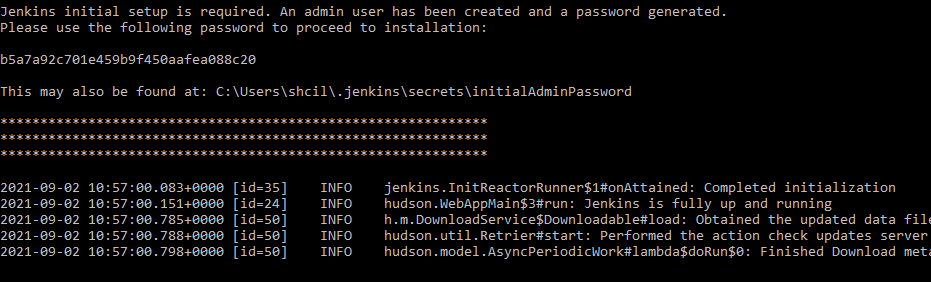 Jenkins initial setup is required. An admin user has been created and a password generated.
Please use the following password to proceed to installation:
b5a7a92c701e459b9f450aafea088c20
This may also be found at: C:\Users\shcil\.jenkins\secrets\initialAdminPassword
*************************************************************
*************************************************************
*************************************************************
2021-09-02 10:57:00.083+0000 [id=35]    INFO    jenkins.InitReactorRunner$1#onAttained: Completed initialization
2021-09-02 10:57:00.151+0000 [id=24]    INFO    hudson.WebAppMain$3#run: Jenkins is fully up and running
2021-09-02 10:57:00.785+0000 [id=50]    INFO    h.m.DownloadService$Downloadable#load: Obtained the updated data file
2021-09-02 10:57:00.788+0000 [id=50]    INFO    hudson.util.Retrier#start: Performed the action check updates server
2021-09-02 10:57:00.798+0000 [id=50]    INFO    hudson.model.AsyncPeriodicWork#lambda$doRun$0: Finished Download meta